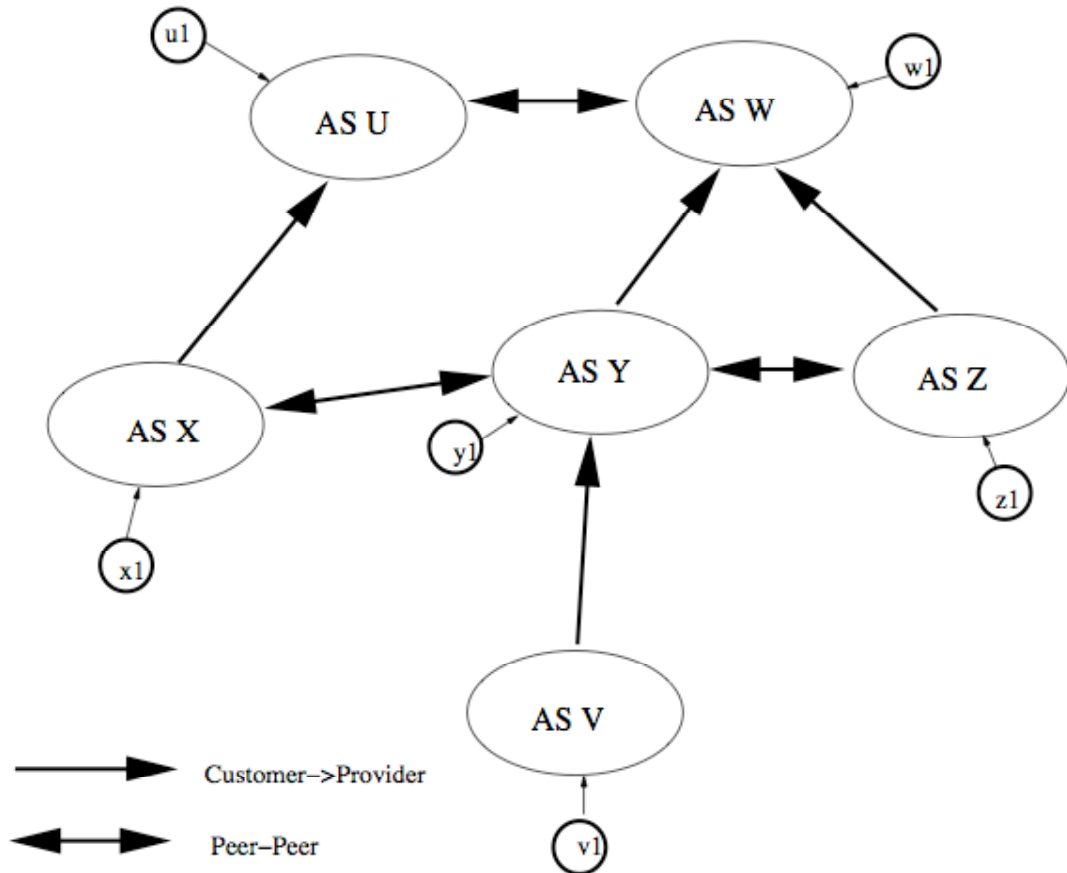 u1
w1
AS U
AS W
AS X
AS Y
AS Z
y1
z1
x1
AS V
Customer−>Provider
Peer−Peer
v1